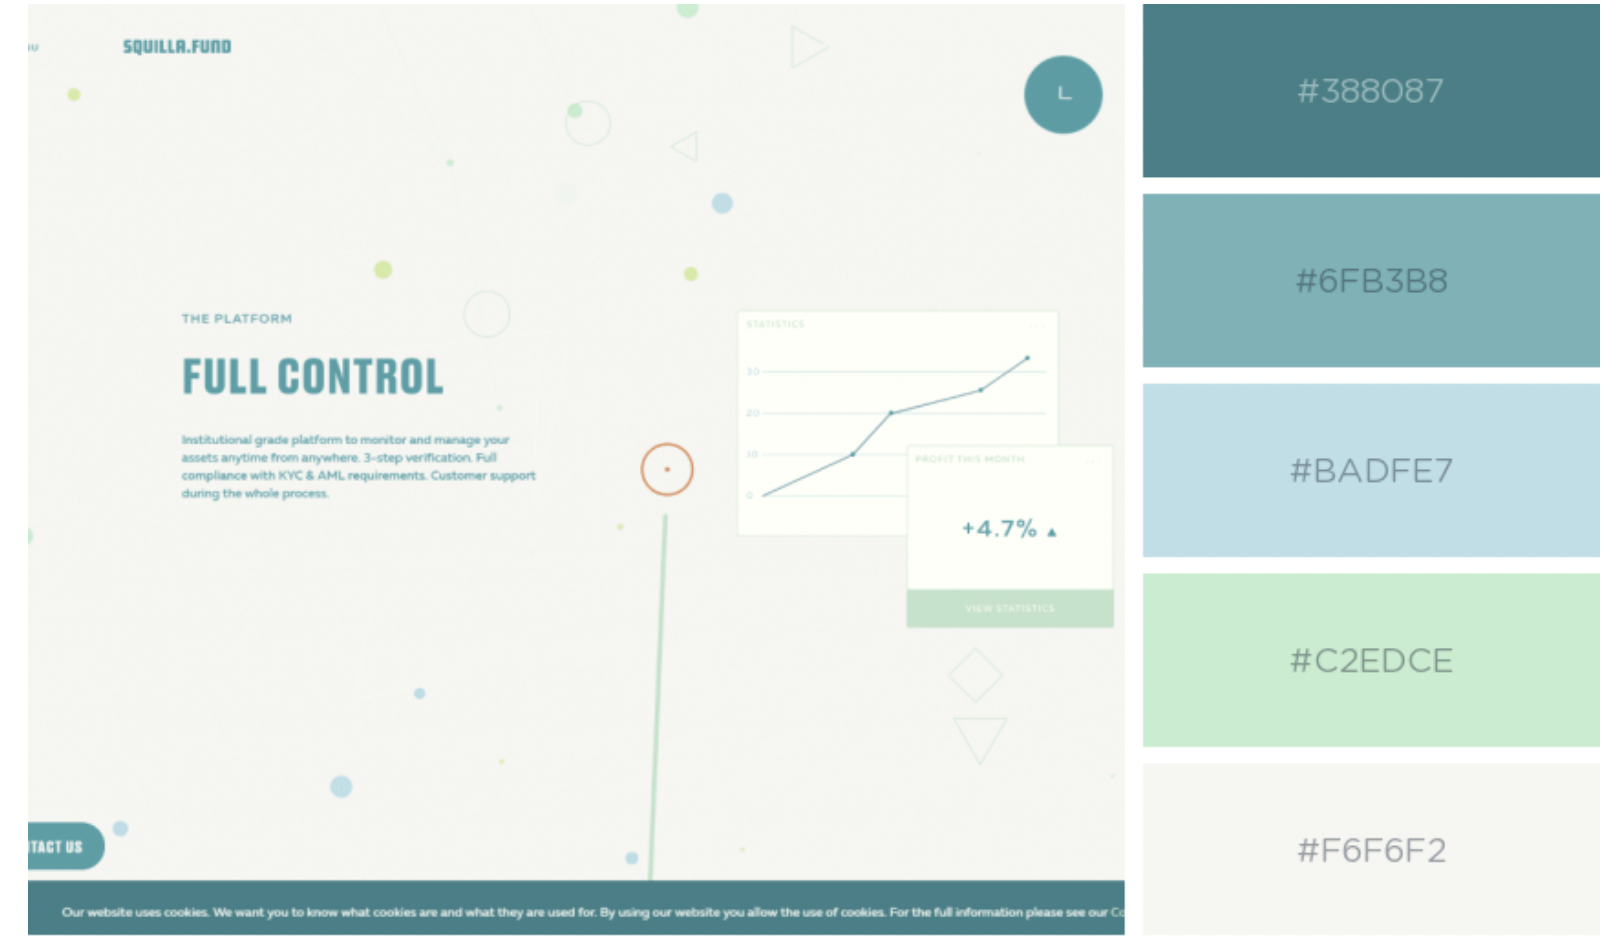 SQUILLA.FUND
THE PLATFORM
FULL CONTROL
Institutional grade platform to monitor and manage your
assets anytime from anywhere. 3-step verification. Full
compliance with KYC & AML requirements. Customer support
during the whole process.
STATISTICS
30
20
10
0
PROFIT THIS MONTH
+4.7% ▲
VIEW STATISTICS
TACT US
Our website uses cookies. We want you to know what cookies are and what they are used for. By using our website you allow the use of cookies. For the full information please see our Co
#388087
#6FB3B8
#BADFE7
#C2EDCE
#F6F6F2